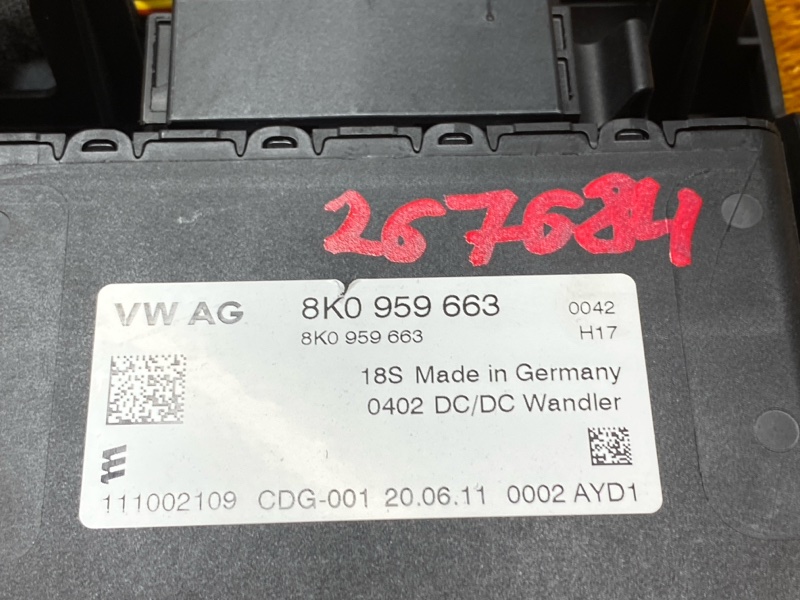 267684
VW AG 8K0 959 663 0042
8K0 959 663 H17
18S Made in Germany
0402 DC/DC Wandler
111002109 CDG-001 20.06.11 0002 AYD1